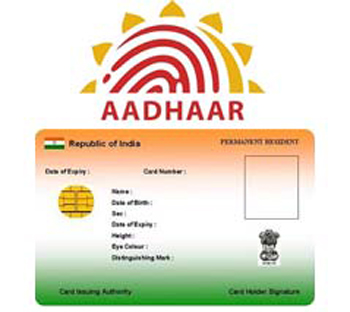 AADHAAR
Republic of India PERMANENT RESIDENT
Date of Expiry : Card Number :
Name :
Date of Birth :
Sex :
Date of Expiry :
Height :
Eye Colour :
Distinguishing Mark :
Card Issuing Authority Card Holder Signature